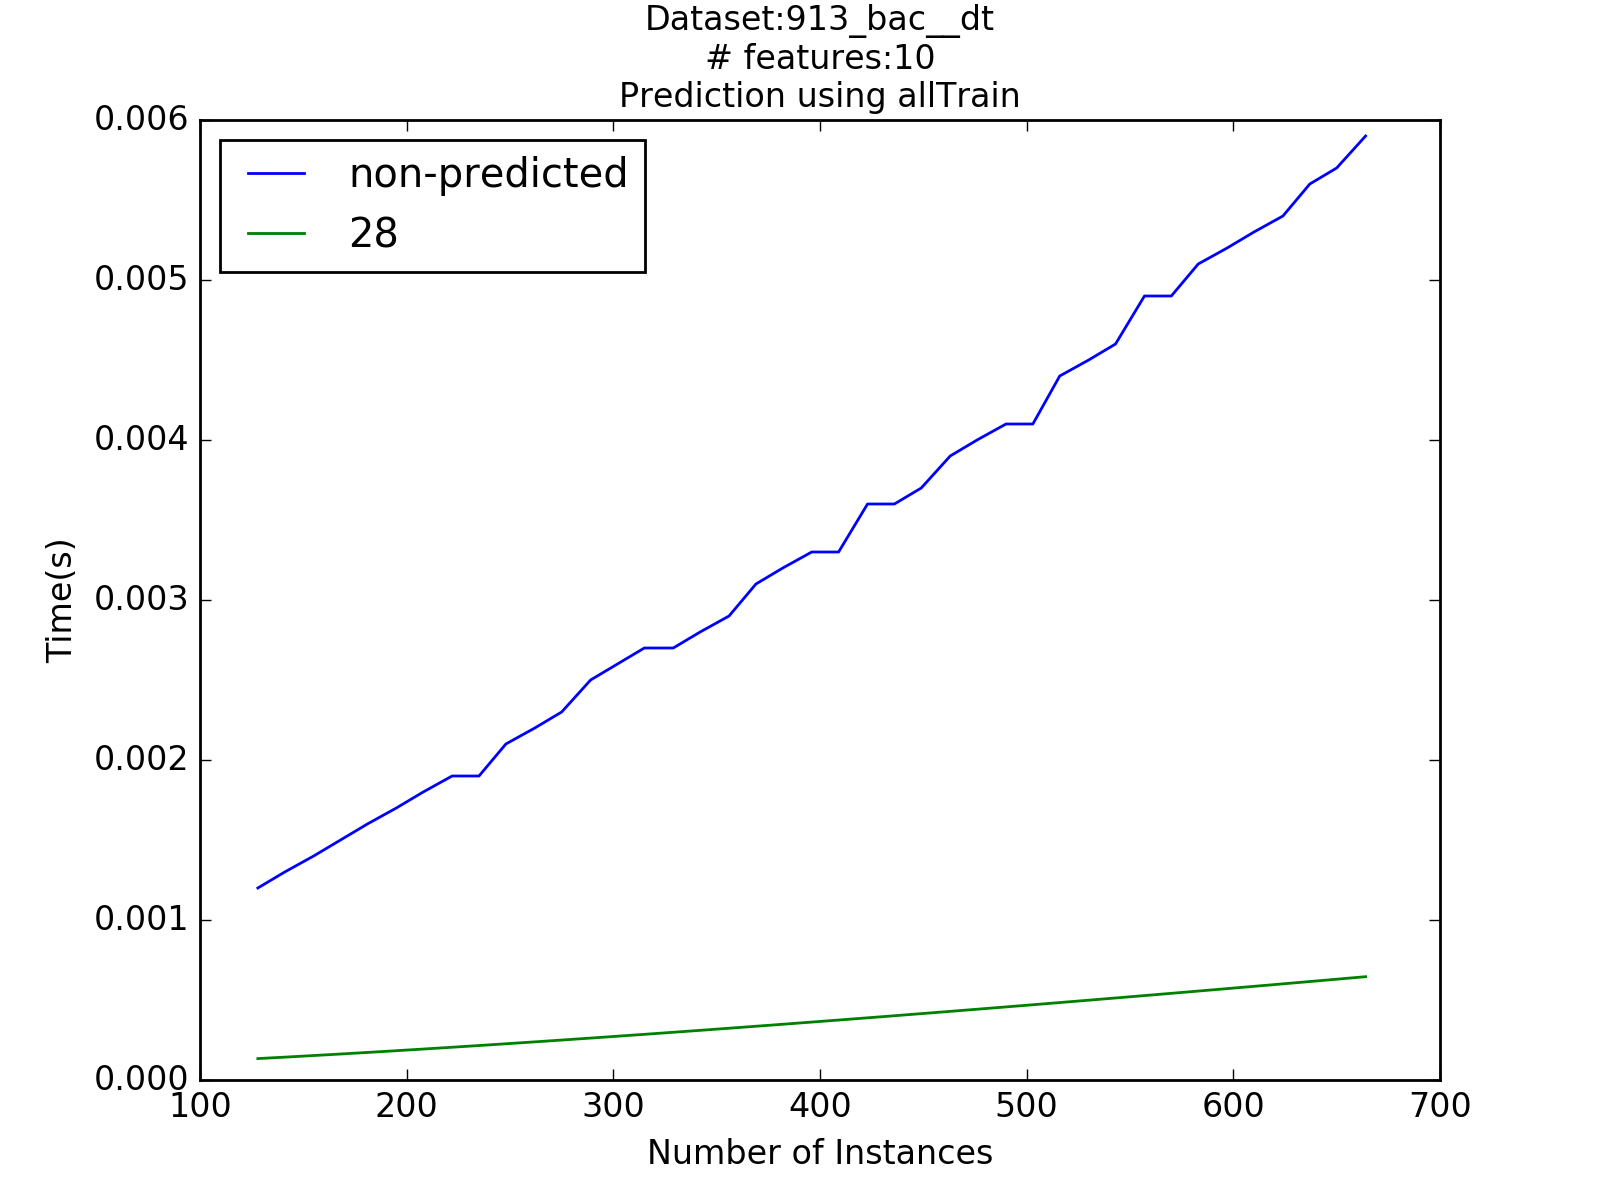 Dataset:913_bac__dt
# features:10
Prediction using allTrain
0.006
0.005
0.004
0.003
0.002
0.001
0.000
Time(s)
non-predicted
28
100 200 300 400 500 600 700
Number of Instances